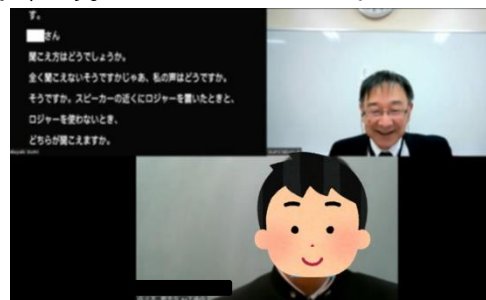 す。
さん
聞こえ方はどうでしょうか。
全く聞こえないそうですかじゃあ、私の声はどうですか。
そうですか。スピーカーの近くにロジャーを置いたときと、
ロジャーを使わないとき、
どちらが聞こえますか。